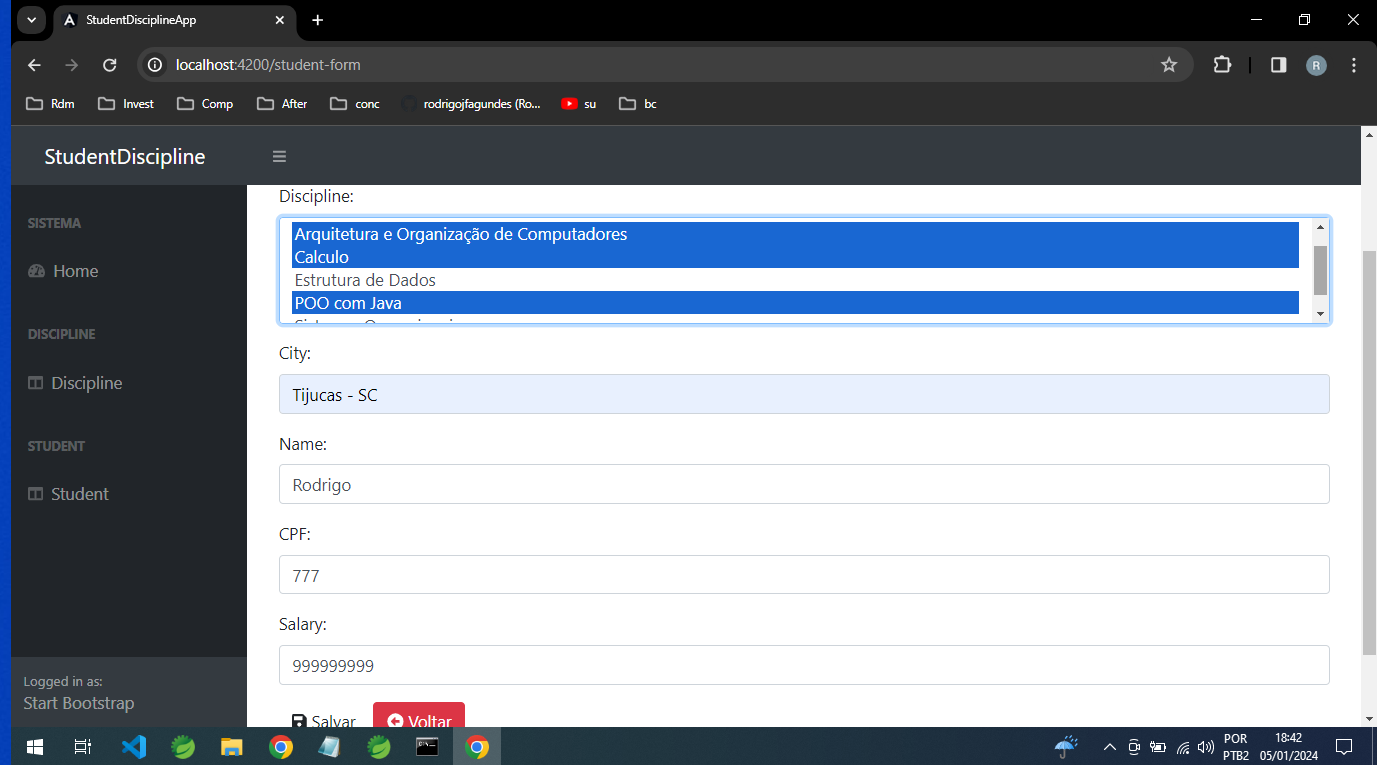 StudentDisciplineApp
localhost:4200/student-form
Rdm Invest Comp After conc rodrigojfagundes (Ro... su bc
StudentDiscipline
SISTEMA
Home
DISCIPLINE
Discipline
STUDENT
Student
Logged in as:
Start Bootstrap
Discipline:
Arquitetura e Organização de Computadores
Calculo
Estrutura de Dados
POO com Java
City:
Tijucas - SC
Name:
Rodrigo
CPF:
777
Salary:
999999999
Salvar Voltar
POR 18:42
PTB2 05/01/2024